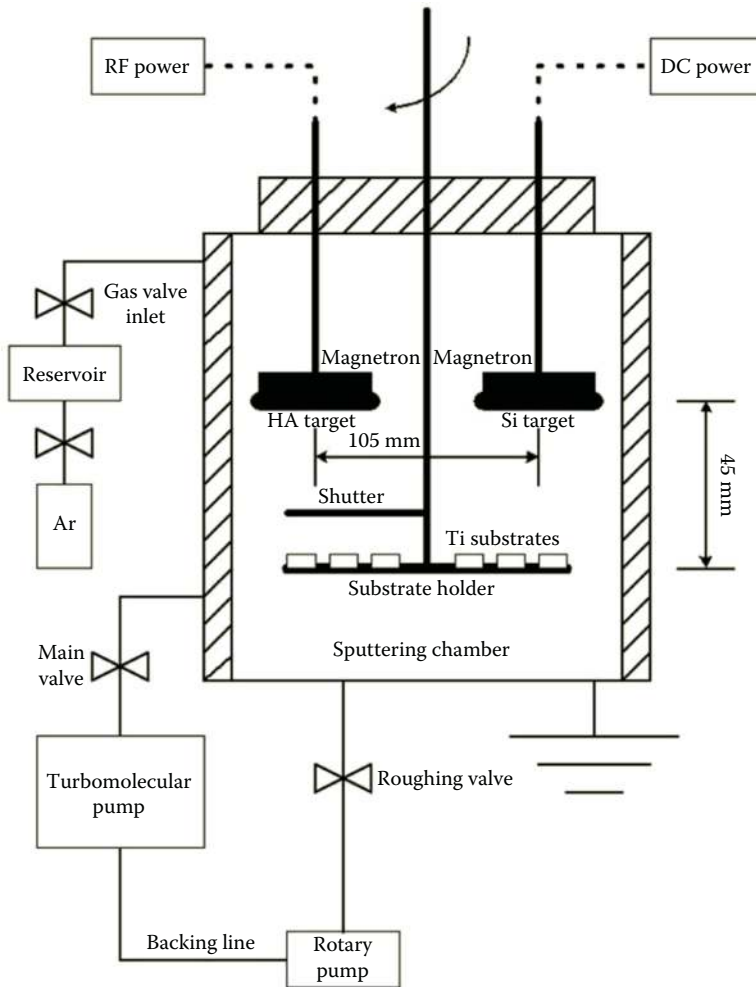 RF power
DC power
Gas valve
inlet
Reservoir
Ar
Magnetron
Magnetron
HA target
Si target
105 mm
45 mm
Shutter
Ti substrates
Substrate holder
Sputtering chamber
Main
valve
Turbomolecular
pump
Roughing valve
Backing line
Rotary
pump